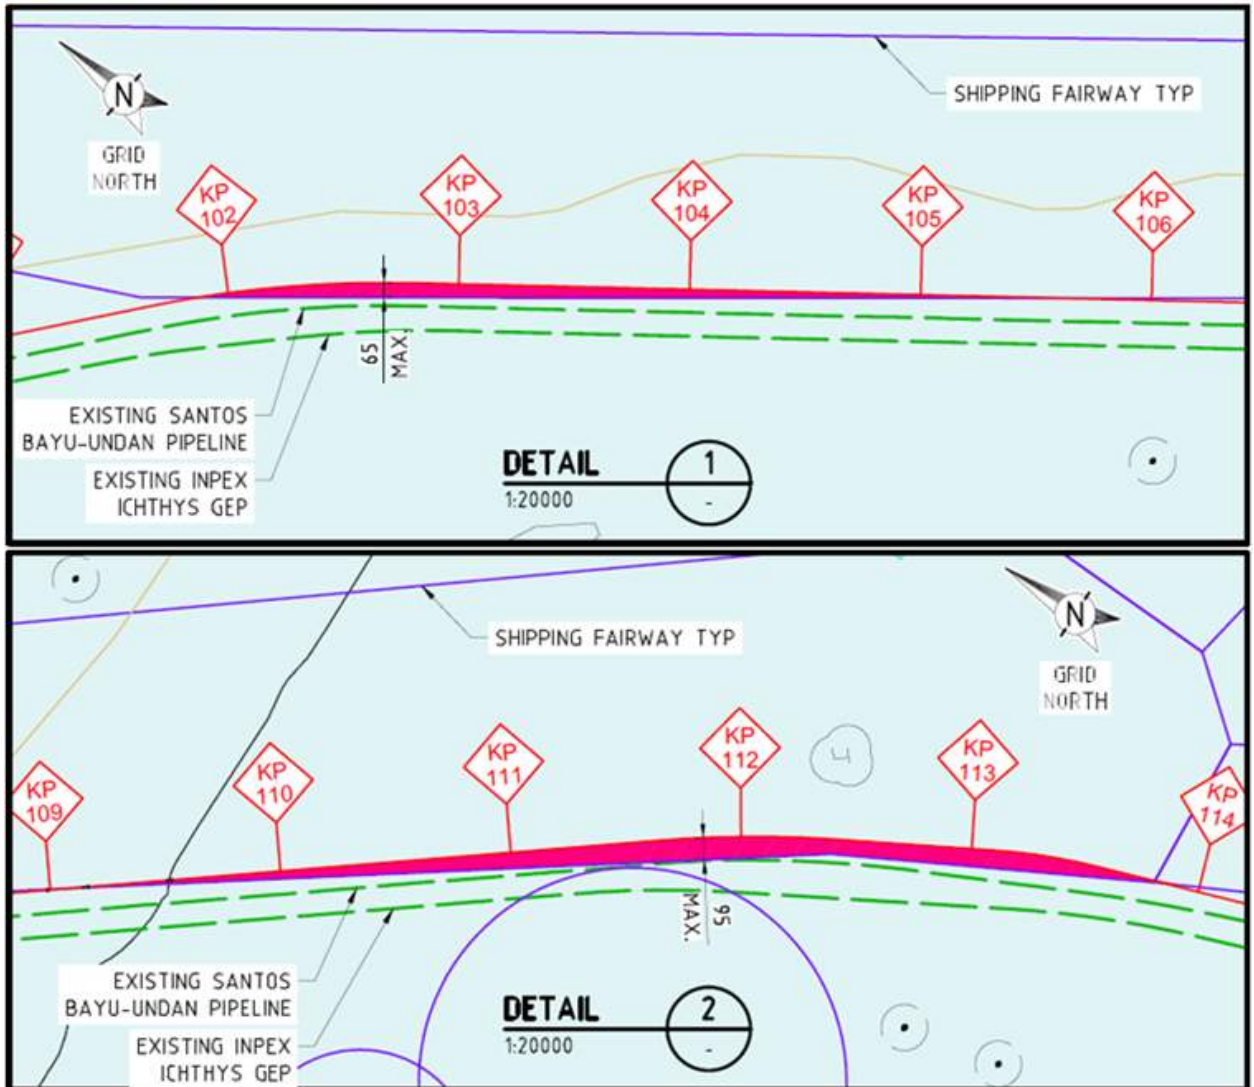 SHIPPING FAIRWAY TYP
N
GRID
NORTH
KP
102
KP
103
KP
104
KP
105
KP
106
65
MAX.
EXISTING SANTOS
BAYU-UNDAN PIPELINE
EXISTING INPEX
ICHTHYS GEP
DETAIL
1
1:20000
-
SHIPPING FAIRWAY TYP
N
GRID
NORTH
KP
109
KP
110
KP
111
KP
112
4
KP
113
KP
114
95
MAX.
EXISTING SANTOS
BAYU-UNDAN PIPELINE
EXISTING INPEX
ICHTHYS GEP
DETAIL
2
1:20000
-